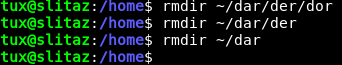 tux@slitaz:/home$ rmdir ~/dar/der/dor
tux@slitaz:/home$ rmdir ~/dar/der
tux@slitaz:/home$ rmdir ~/dar
tux@slitaz:/home$